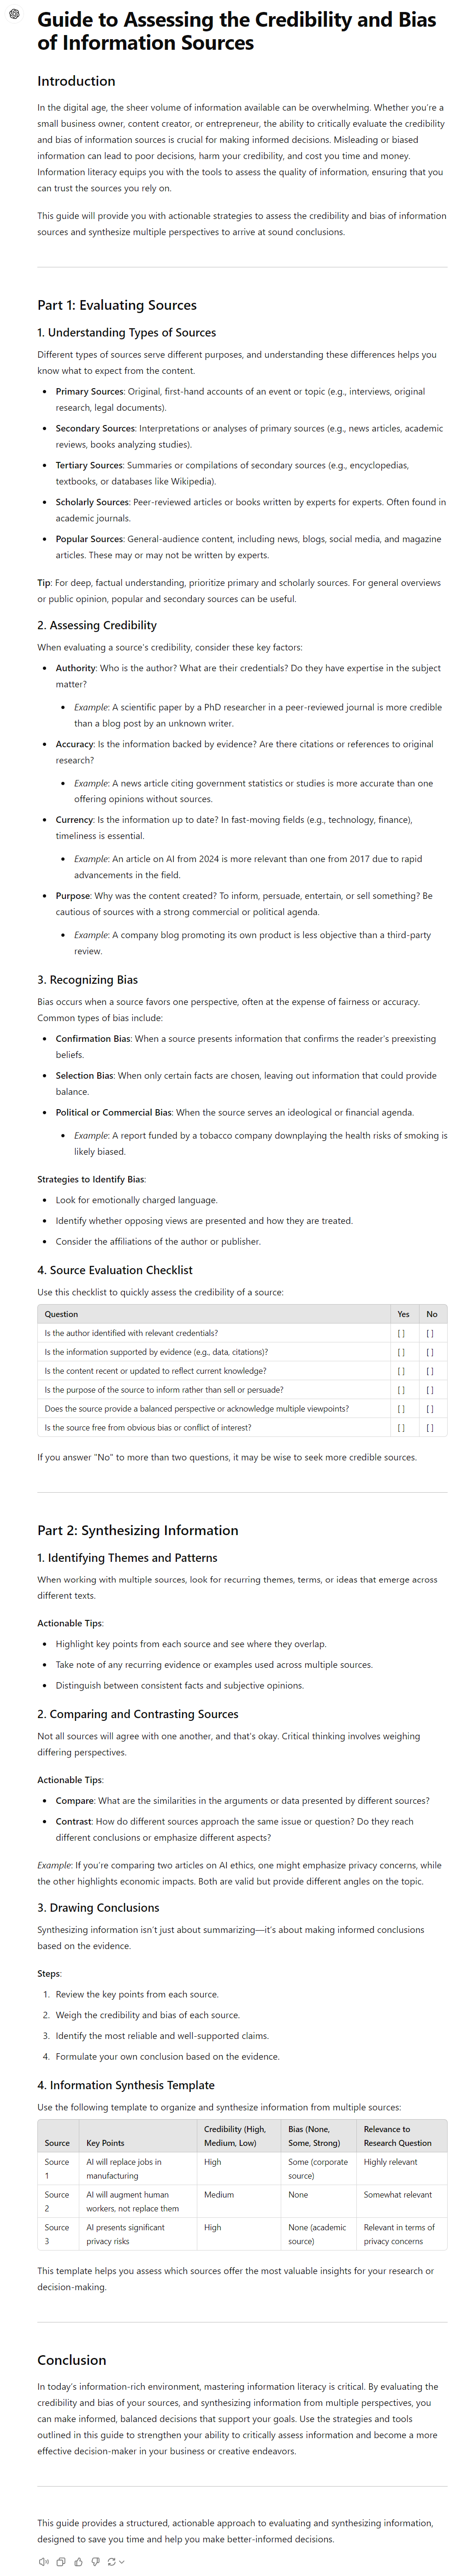 Guide to Assessing the Credibility and Bias
of Information Sources
Introduction
In the digital age, the sheer volume of information available can be overwhelming. Whether you're a
small business owner, content creator, or entrepreneur, the ability to critically evaluate the credibility
and bias of information sources is crucial for making informed decisions. Misleading or biased
information can lead to poor decisions, harm your credibility, and cost you time and money.
Information literacy equips you with the tools to assess the quality of information, ensuring that you
can trust the sources you rely on.
This guide will provide you with actionable strategies to assess the credibility and bias of information
sources and synthesize multiple perspectives to arrive at sound conclusions.
Part 1: Evaluating Sources
1. Understanding Types of Sources
Different types of sources serve different purposes, and understanding these differences helps you
know what to expect from the content.
• Primary Sources: Original, first-hand accounts of an event or topic (e.g., interviews, original
research, legal documents).
• Secondary Sources: Interpretations or analyses of primary sources (e.g., news articles, academic
reviews, books analyzing studies).
• Tertiary Sources: Summaries or compilations of secondary sources (e.g., encyclopedias,
textbooks, or databases like Wikipedia).
• Scholarly Sources: Peer-reviewed articles or books written by experts for experts. Often found in
academic journals.
• Popular Sources: General-audience content, including news, blogs, social media, and magazine
articles. These may or may not be written by experts.
Tip: For deep, factual understanding, prioritize primary and scholarly sources. For general overviews
or public opinion, popular and secondary sources can be useful.
2. Assessing Credibility
When evaluating a source's credibility, consider these key factors:
• Authority: Who is the author? What are their credentials? Do they have expertise in the subject
matter?
• Example: A scientific paper by a PhD researcher in a peer-reviewed journal is more credible
than a blog post by an unknown writer.
• Accuracy: Is the information backed by evidence? Are there citations or references to original
research?
• Example: A news article citing government statistics or studies is more accurate than one
offering opinions without sources.
• Currency: Is the information up to date? In fast-moving fields (e.g., technology, finance),
timeliness is essential.
• Example: An article on AI from 2024 is more relevant than one from 2017 due to rapid
advancements in the field.
• Purpose: Why was the content created? To inform, persuade, entertain, or sell something? Be
cautious of sources with a strong commercial or political agenda.
• Example: A company blog promoting its own product is less objective than a third-party
review.
3. Recognizing Bias
Bias occurs when a source favors one perspective, often at the expense of fairness or accuracy.
Common types of bias include:
• Confirmation Bias: When a source presents information that confirms the reader's preexisting
beliefs.
• Selection Bias: When only certain facts are chosen, leaving out information that could provide
balance.
• Political or Commercial Bias: When the source serves an ideological or financial agenda.
• Example: A report funded by a tobacco company downplaying the health risks of smoking is
likely biased.
Strategies to Identify Bias:
• Look for emotionally charged language.
• Identify whether opposing views are presented and how they are treated.
• Consider the affiliations of the author or publisher.
4. Source Evaluation Checklist
Use this checklist to quickly assess the credibility of a source:
Question Yes No
Is the author identified with relevant credentials? [ ] [ ]
Is the information supported by evidence (e.g., data, citations)? [ ] [ ]
Is the content recent or updated to reflect current knowledge? [ ] [ ]
Is the purpose of the source to inform rather than sell or persuade? [ ] [ ]
Does the source provide a balanced perspective or acknowledge multiple viewpoints? [ ] [ ]
Is the source free from obvious bias or conflict of interest? [ ] [ ]
If you answer "No" to more than two questions, it may be wise to seek more credible sources.
Part 2: Synthesizing Information
1. Identifying Themes and Patterns
When working with multiple sources, look for recurring themes, terms, or ideas that emerge across
different texts.
Actionable Tips:
• Highlight key points from each source and see where they overlap.
• Take note of any recurring evidence or examples used across multiple sources.
• Distinguish between consistent facts and subjective opinions.
2. Comparing and Contrasting Sources
Not all sources will agree with one another, and that's okay. Critical thinking involves weighing
differing perspectives.
Actionable Tips:
• Compare: What are the similarities in the arguments or data presented by different sources?
• Contrast: How do different sources approach the same issue or question? Do they reach
different conclusions or emphasize different aspects?
Example: If you're comparing two articles on AI ethics, one might emphasize privacy concerns, while
the other highlights economic impacts. Both are valid but provide different angles on the topic.
3. Drawing Conclusions
Synthesizing information isn't just about summarizing—it's about making informed conclusions
based on the evidence.
Steps:
1. Review the key points from each source.
2. Weigh the credibility and bias of each source.
3. Identify the most reliable and well-supported claims.
4. Formulate your own conclusion based on the evidence.
4. Information Synthesis Template
Use the following template to organize and synthesize information from multiple sources:
Credibility (High, Bias (None, Relevance to
Source Key Points Medium, Low) Some, Strong) Research Question
Source AI will replace jobs in High Some (corporate Highly relevant
1 manufacturing source)
Source AI will augment human Medium None Somewhat relevant
2 workers, not replace them
Source AI presents significant High None (academic Relevant in terms of
3 privacy risks source) privacy concerns
This template helps you assess which sources offer the most valuable insights for your research or
decision-making.
Conclusion
In today's information-rich environment, mastering information literacy is critical. By evaluating the
credibility and bias of your sources, and synthesizing information from multiple perspectives, you
can make informed, balanced decisions that support your goals. Use the strategies and tools
outlined in this guide to strengthen your ability to critically assess information and become a more
effective decision-maker in your business or creative endeavors.
This guide provides a structured, actionable approach to evaluating and synthesizing information,
designed to save you time and help you make better-informed decisions.